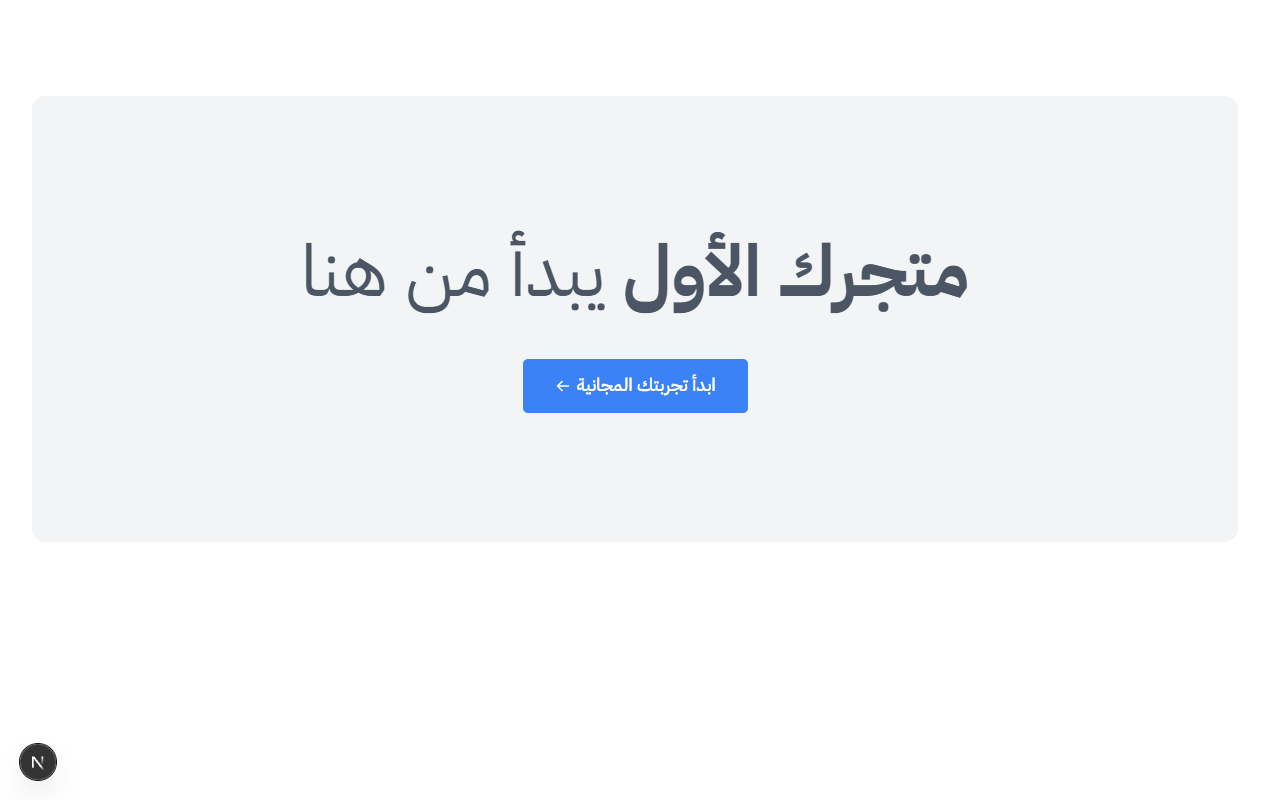 متجرك الأول يبدأ من هنا
ابدأ تجربتك المجانية ←
N